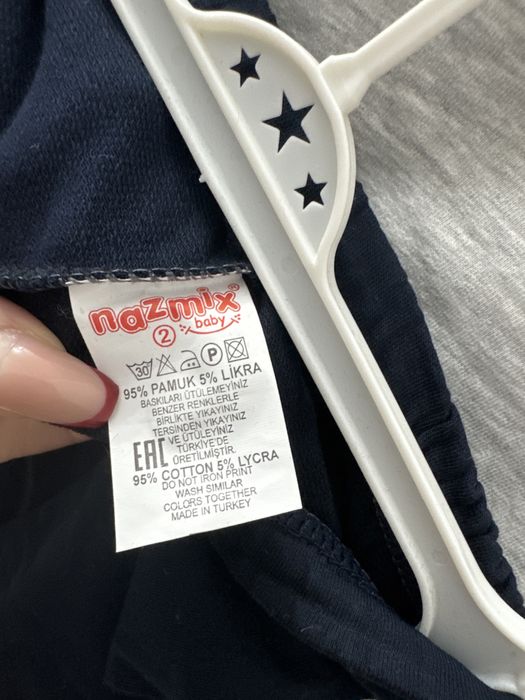 nazmix
baby
2
30 P
95% PAMUK 5% LİKRA
BASKILARI ÜTÜLEMEYİNİZ
BENZER RENKLERLE
BİRLİKTE YIKAYINIZ
TERSİNDEN YIKAYINIZ
VE ÜTÜLEYİNİZ
TÜRKİYE'DE
ÜRETİLMİŞTİR.
EAC
95% COTTON 5% LYCRA
DO NOT IRON PRINT
WASH SIMILAR
COLORS TOGETHER
MADE IN TURKEY